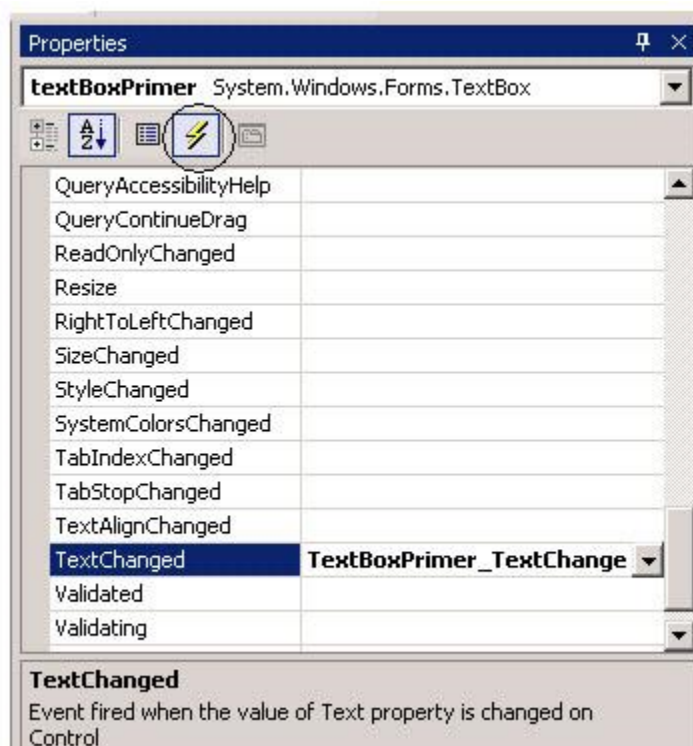 Properties
textBoxPrimer System.Windows.Forms.TextBox
QueryAccessibilityHelp
QueryContinueDrag
ReadOnlyChanged
Resize
RightToLeftChanged
SizeChanged
StyleChanged
SystemColorsChanged
TabIndexChanged
TabStopChanged
TextAlignChanged
TextChanged TextBoxPrimer_TextChange
Validated
Validating
TextChanged
Event fired when the value of Text property is changed on
Control